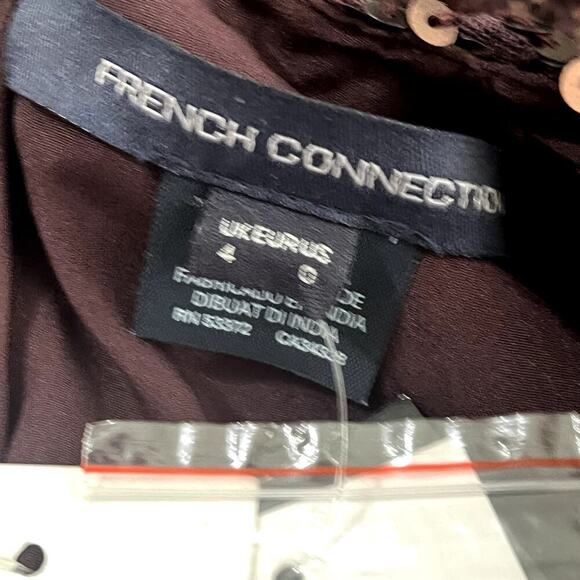 FRENCH CONNECTION
UK EUR US
4 0
FABRICADO EN INDIA
DIBUAT DI INDIA
RN 53372